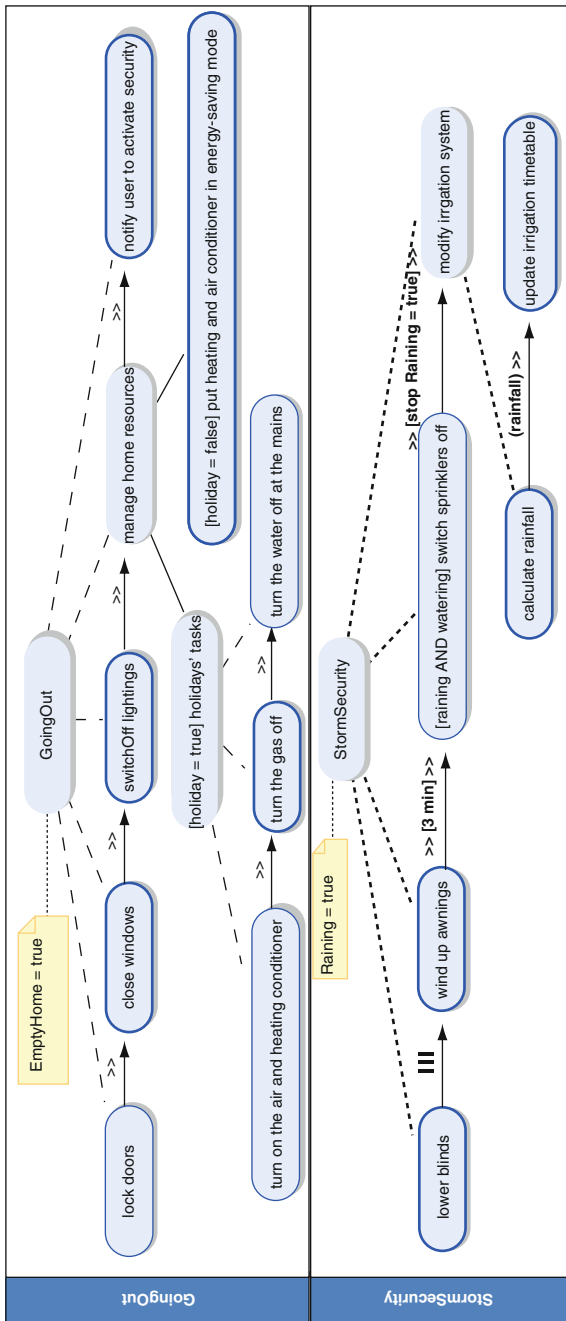 GoingOut
EmptyHome = true
GoingOut
lock doors
>>
close windows
>>
switchOff lightings
>>
manage home resources
>>
notify user to activate security
[holiday = true] holidays' tasks
[holiday = false] put heating and air conditioner in energy-saving mode
turn on the air and heating conditioner
>>
turn the gas off
>>
turn the water off at the mains
StormSecurity
Raining = true
StormSecurity
lower blinds
III
wind up awnings
>> [3 min] >>
[raining AND watering] switch sprinklers off
>> [stop Raining = true] >>
modify irrgation system
calculate rainfall
(rainfall) >>
update irrigation timetable